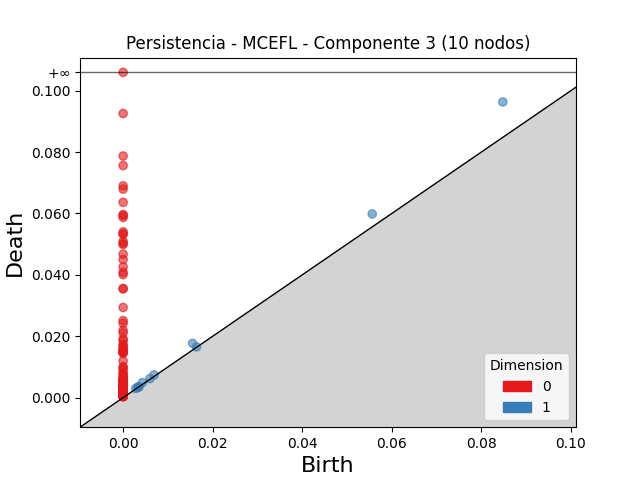 Persistencia - MCEFL - Componente 3 (10 nodos)
+∞
0.100
0.080
0.060
0.040
0.020
0.000
Death
Dimension
0
1
0.00 0.02 0.04 0.06 0.08 0.10
Birth